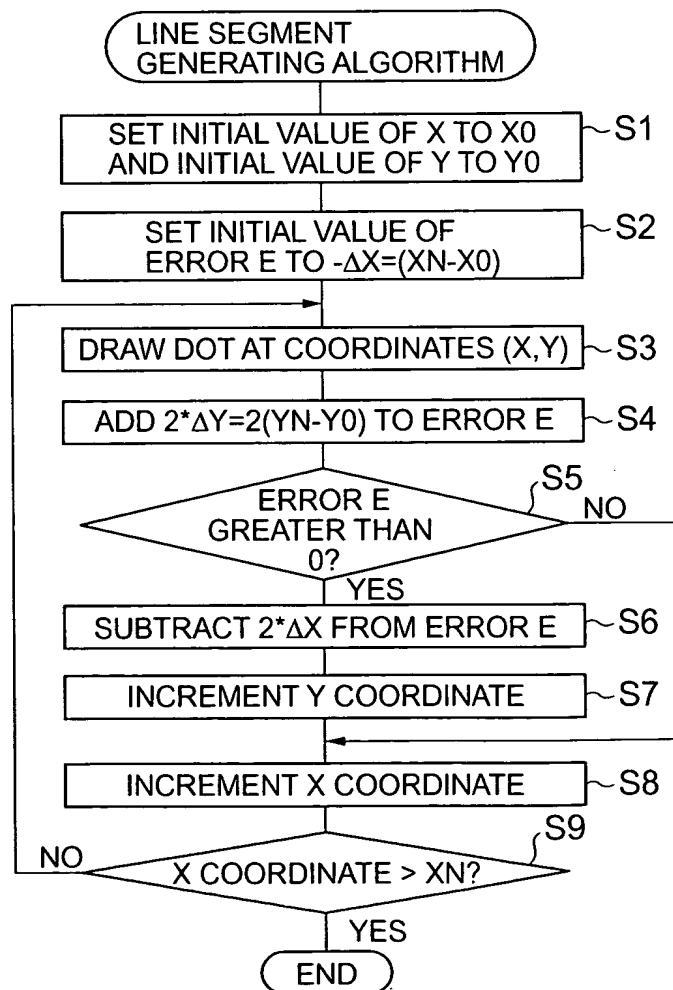 LINE SEGMENT
GENERATING ALGORITHM
SET INITIAL VALUE OF X TO X0
AND INITIAL VALUE OF Y TO Y0
S1
SET INITIAL VALUE OF
ERROR E TO -ΔX=(XN-X0)
S2
DRAW DOT AT COORDINATES (X,Y)
S3
ADD 2*ΔY=2(YN-Y0) TO ERROR E
S4
S5
ERROR E
GREATER THAN
0?
NO
YES
SUBTRACT 2*ΔX FROM ERROR E
S6
INCREMENT Y COORDINATE
S7
INCREMENT X COORDINATE
S8
S9
NO
X COORDINATE > XN?
YES
END